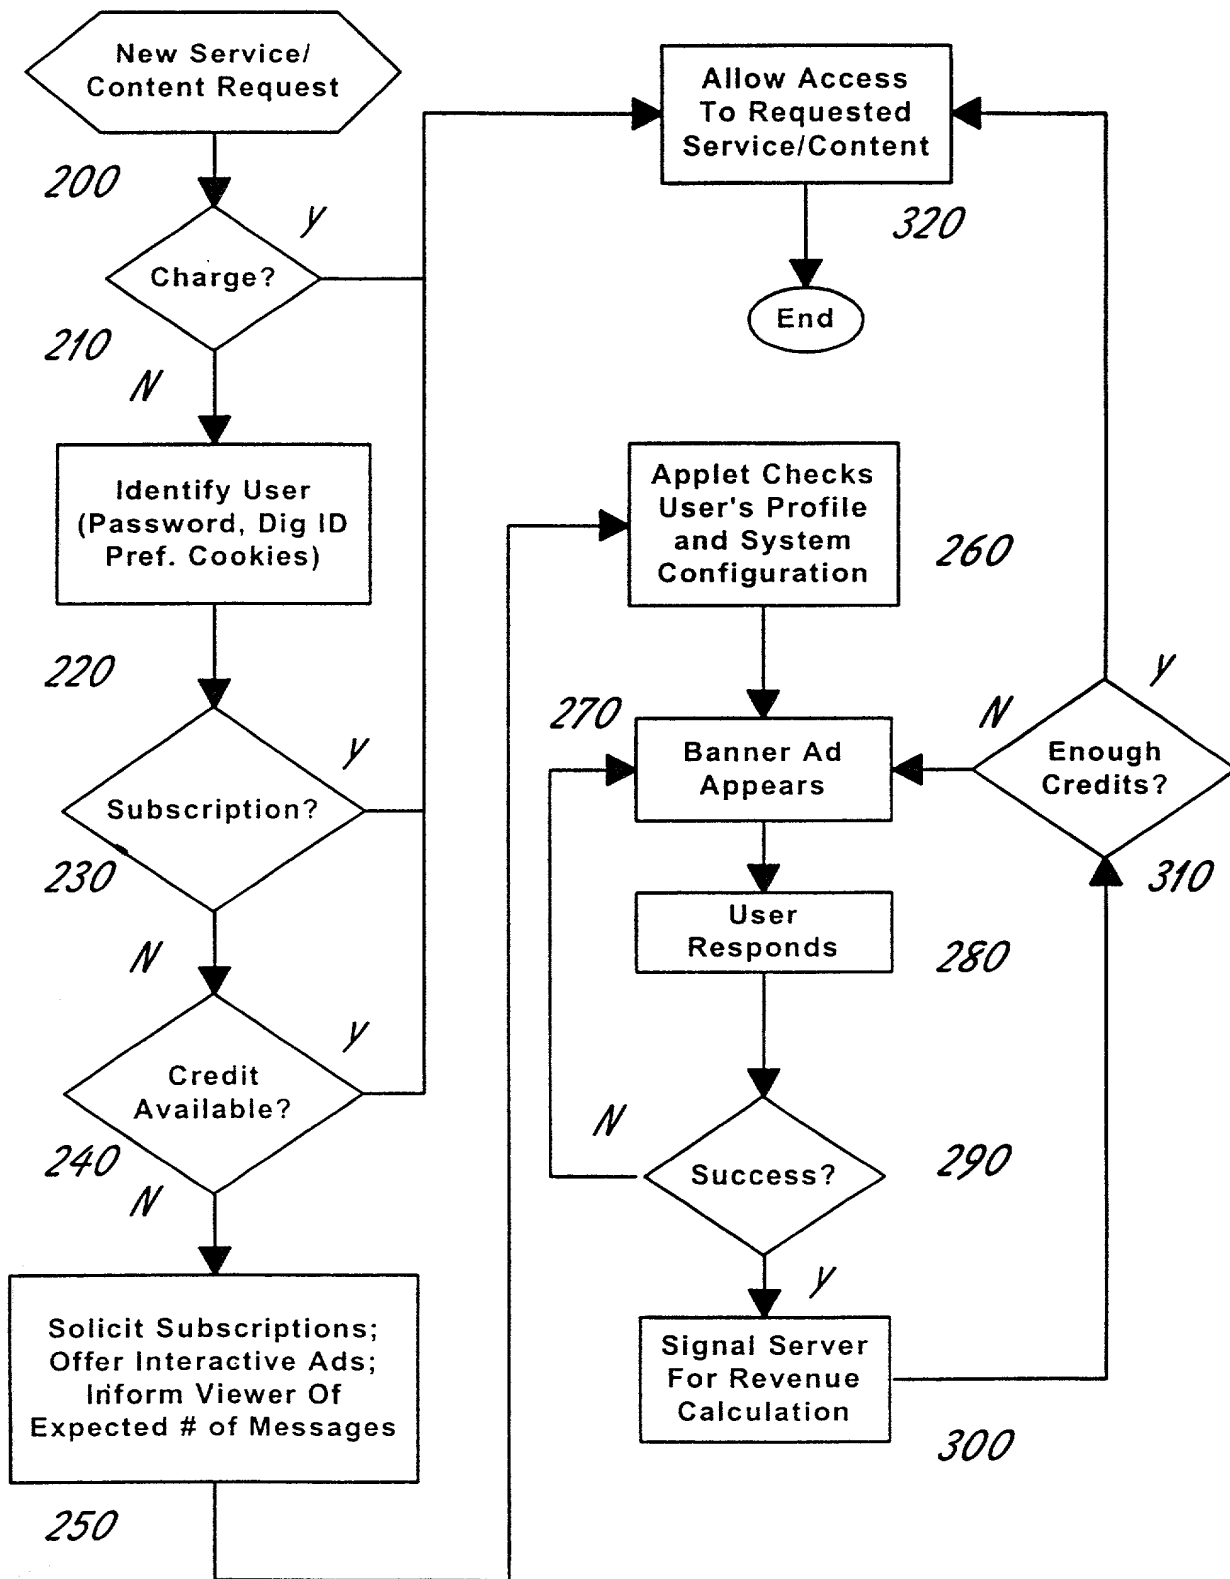 New Service/
Content Request
200
Y
Charge?
210
N
Identify User
(Password, Dig ID
Pref. Cookies)
220
Y
Subscription?
230
N
Y
Credit
Available?
240
N
Solicit Subscriptions;
Offer Interactive Ads;
Inform Viewer Of
Expected # of Messages
250
Allow Access
To Requested
Service/Content
320
End
Applet Checks
User's Profile
and System
Configuration
260
270
Banner Ad
Appears
User
Responds
280
N
Success?
290
Y
Signal Server
For Revenue
Calculation
300
N
Y
Enough
Credits?
310